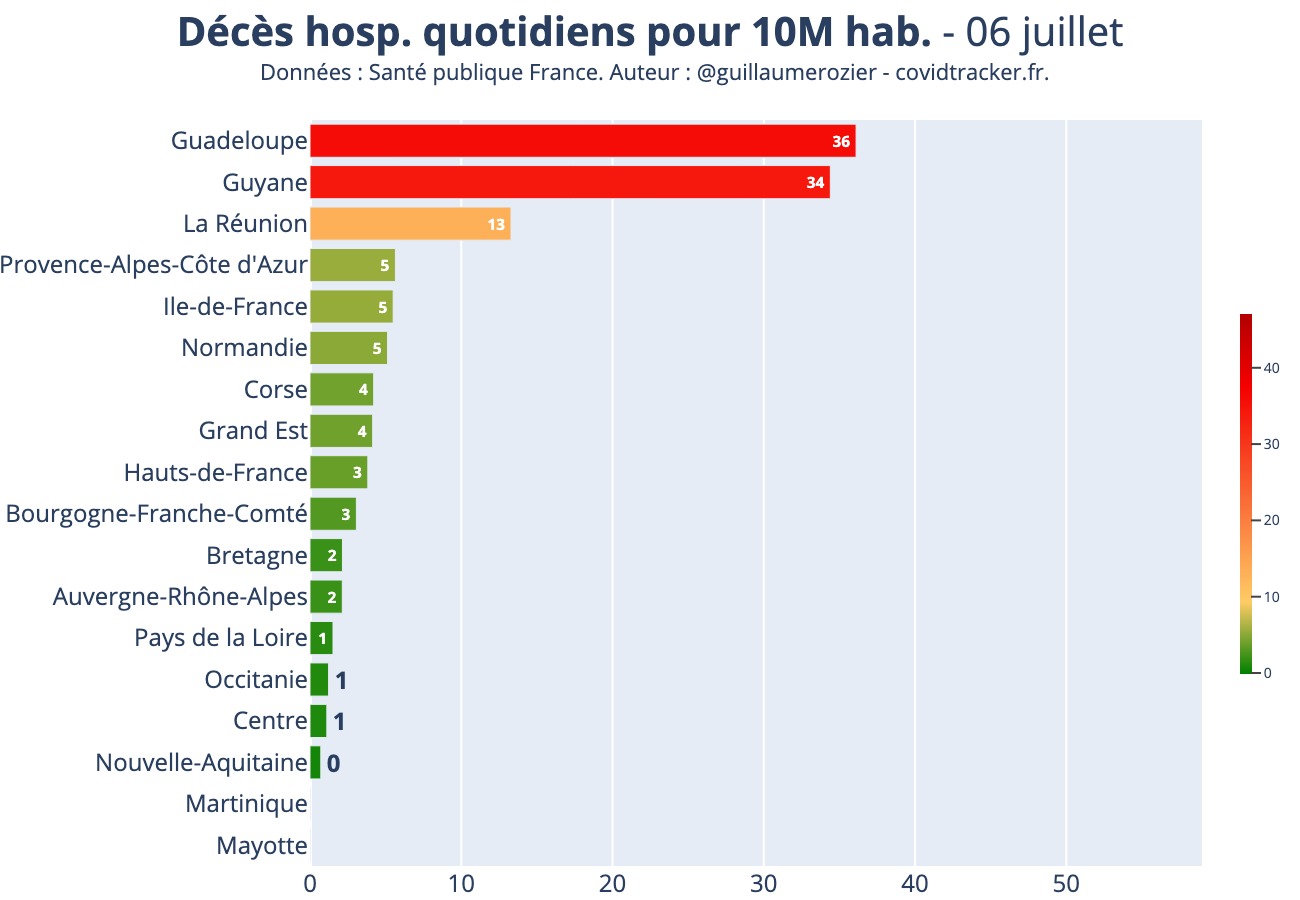 Décès hosp. quotidiens pour 10M hab. - 06 juillet
Données : Santé publique France. Auteur : @guillaumerozier - covidtracker.fr.
Guadeloupe 36
Guyane 34
La Réunion 13
Provence-Alpes-Côte d'Azur 5
Ile-de-France 5
Normandie 5
Corse 4
Grand Est 4
Hauts-de-France 3
Bourgogne-Franche-Comté 3
Bretagne 2
Auvergne-Rhône-Alpes 2
Pays de la Loire 1
Occitanie 1
Centre 1
Nouvelle-Aquitaine 0
Martinique
Mayotte
0 10 20 30 40 50
40
30
20
10
0